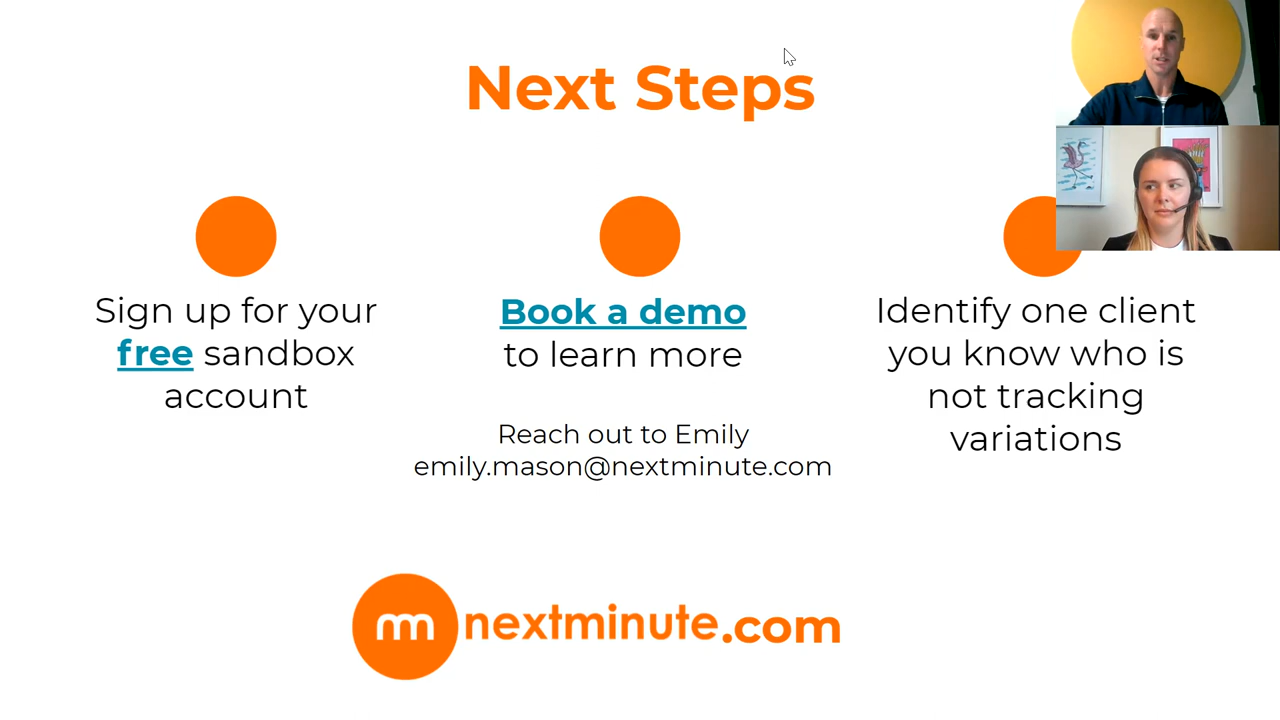 Next Steps
Sign up for your
free sandbox
account
Book a demo
to learn more
Reach out to Emily
emily.mason@nextminute.com
Identify one client
you know who is
not tracking
variations
nextminute.com